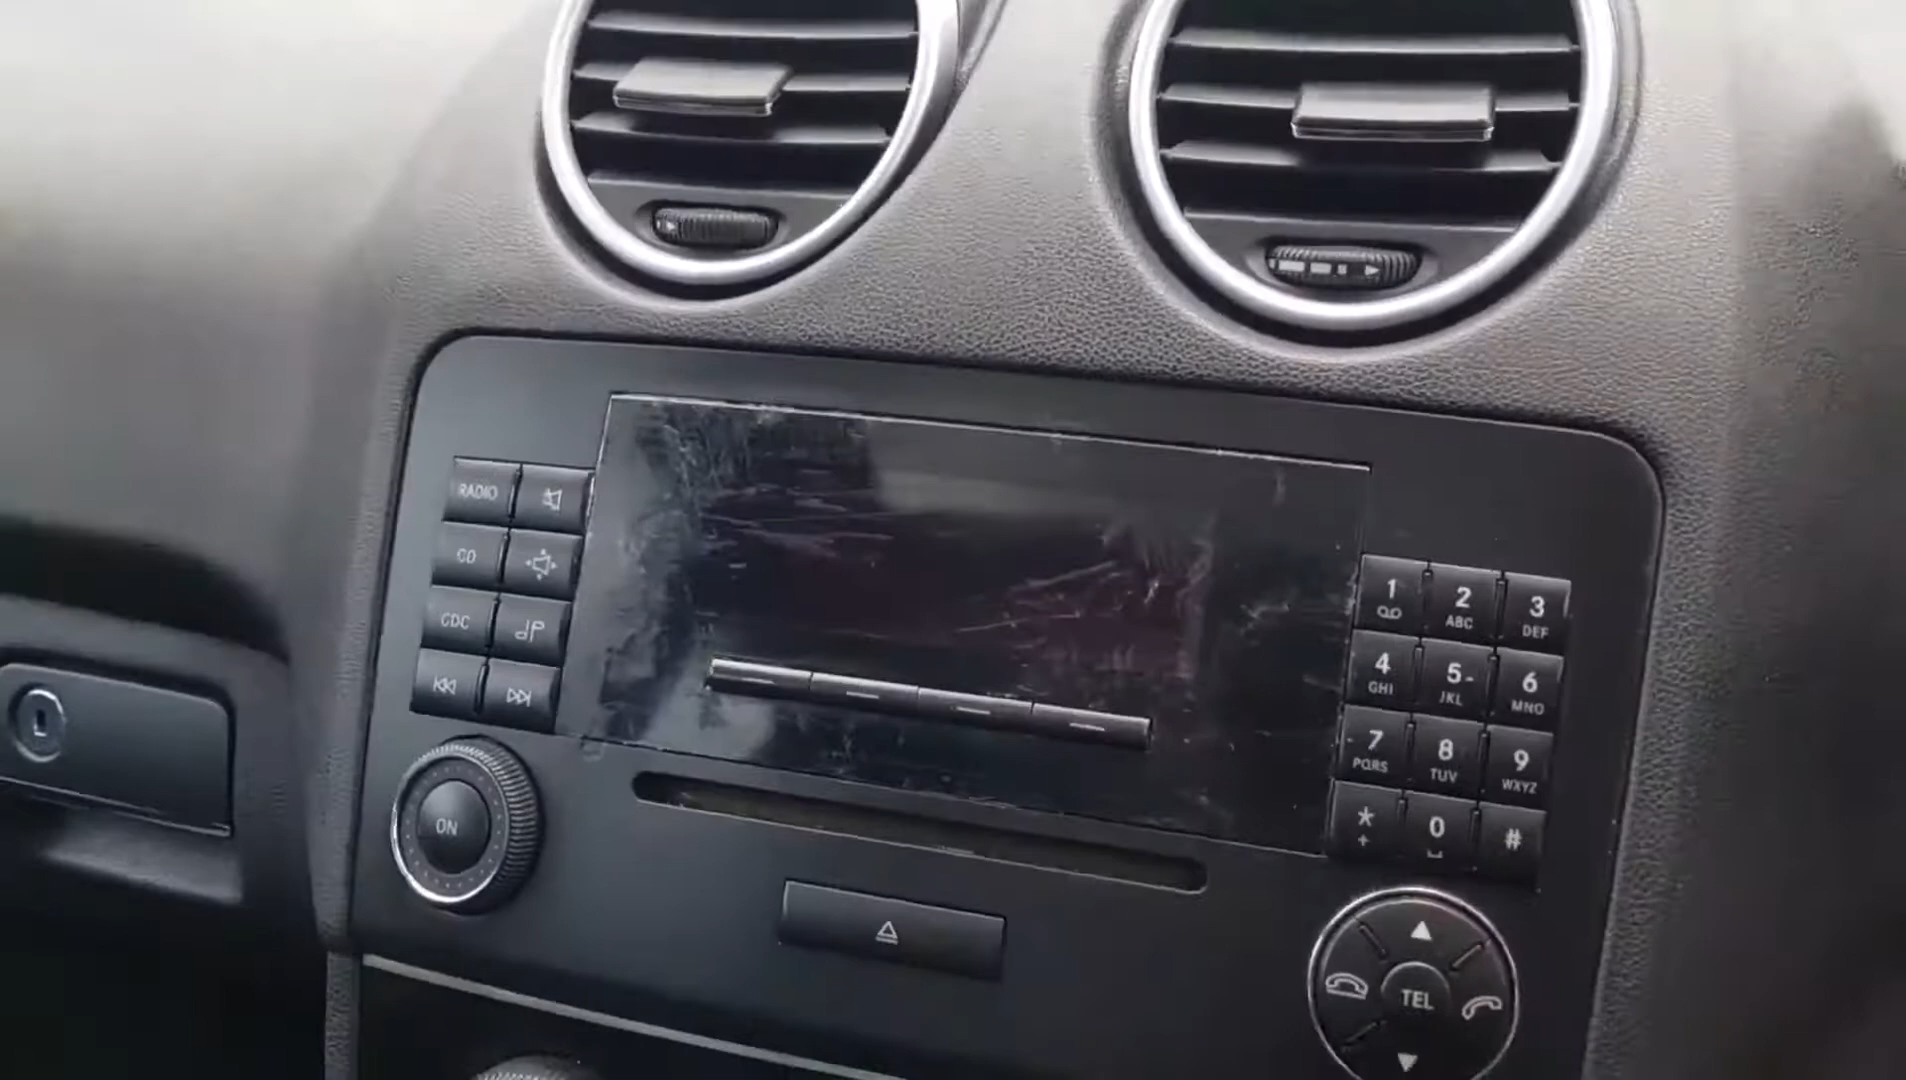 RADIO
CD
CDC
ON
1
2 ABC
3 DEF
4 GHI
5 JKL
6 MNO
7 PQRS
8 TUV
9 WXYZ
* +
0
#
TEL